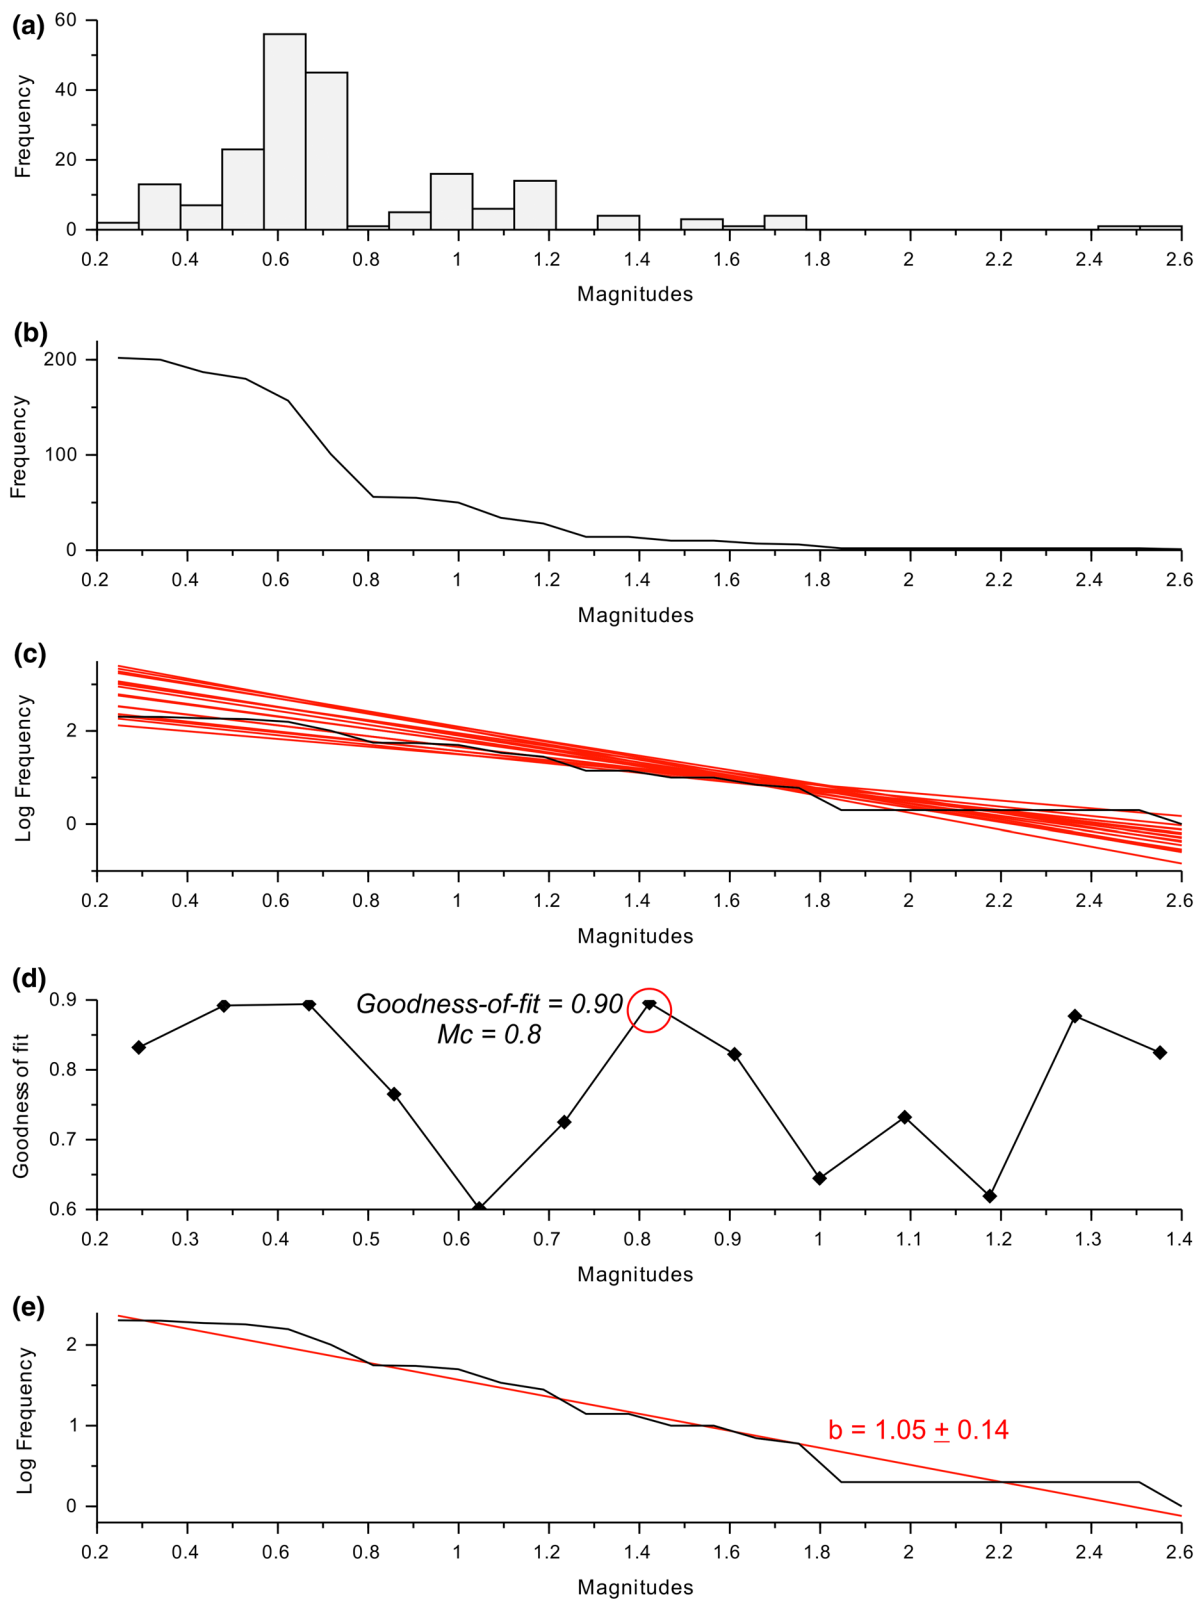 (a)
60
40
20
0
Frequency
0.2 0.4 0.6 0.8 1 1.2 1.4 1.6 1.8 2 2.2 2.4 2.6
Magnitudes
(b)
200
100
0
Frequency
0.2 0.4 0.6 0.8 1 1.2 1.4 1.6 1.8 2 2.2 2.4 2.6
Magnitudes
(c)
2
0
Log Frequency
0.2 0.4 0.6 0.8 1 1.2 1.4 1.6 1.8 2 2.2 2.4 2.6
Magnitudes
(d)
0.9
0.8
0.7
0.6
Goodness of fit
Goodness-of-fit = 0.90
Mc = 0.8
0.2 0.3 0.4 0.5 0.6 0.7 0.8 0.9 1 1.1 1.2 1.3 1.4
Magnitudes
(e)
2
1
0
Log Frequency
b = 1.05 ± 0.14
0.2 0.4 0.6 0.8 1 1.2 1.4 1.6 1.8 2 2.2 2.4 2.6
Magnitudes